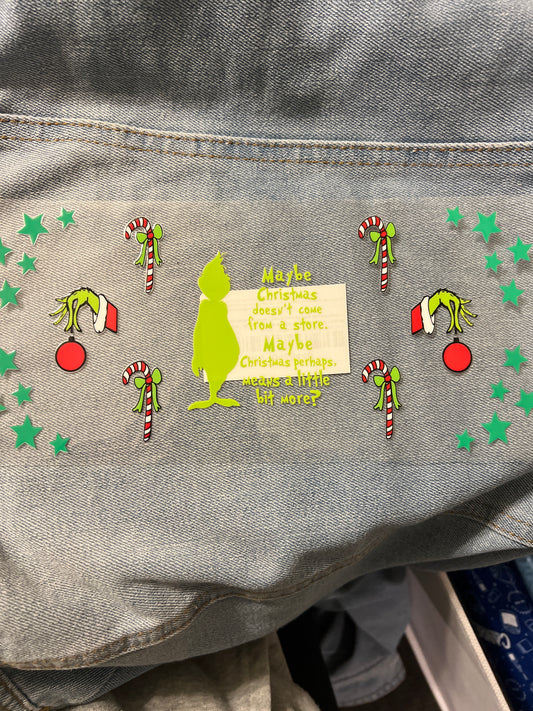 Maybe
Christmas
doesn't come
from a store.
Maybe
Christmas perhaps,
means a little
bit more?